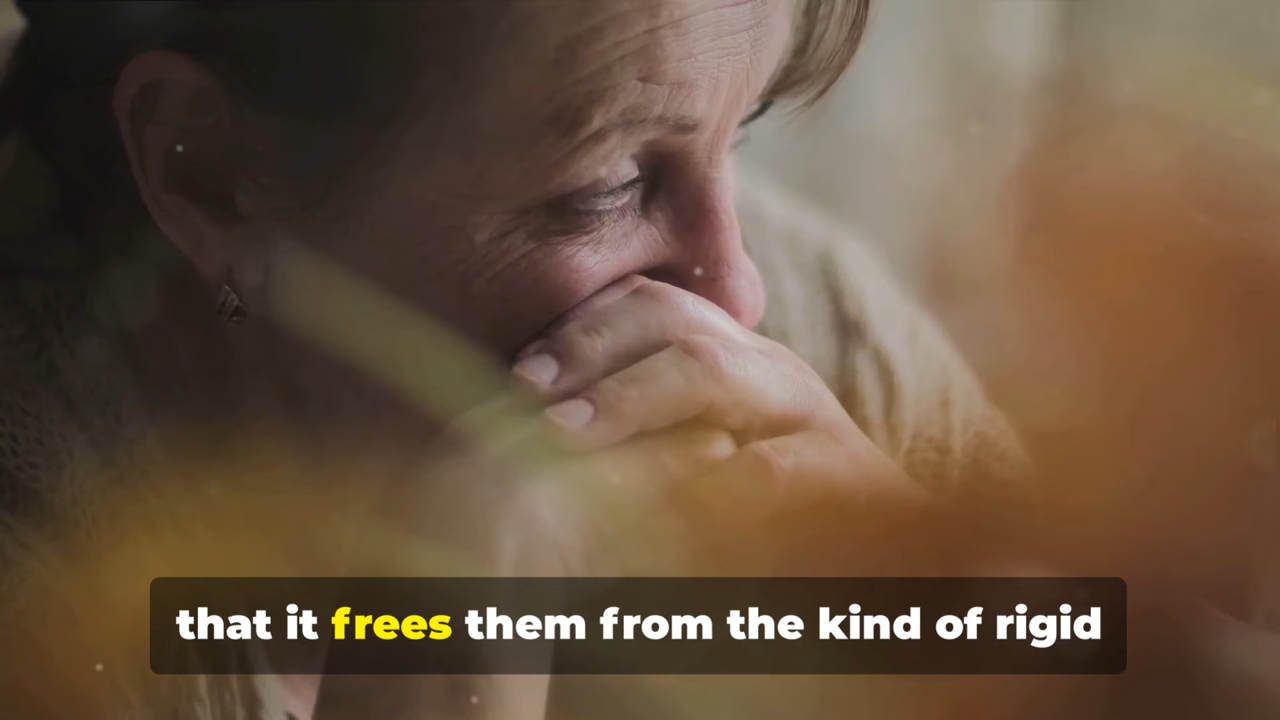 that it frees them from the kind of rigid